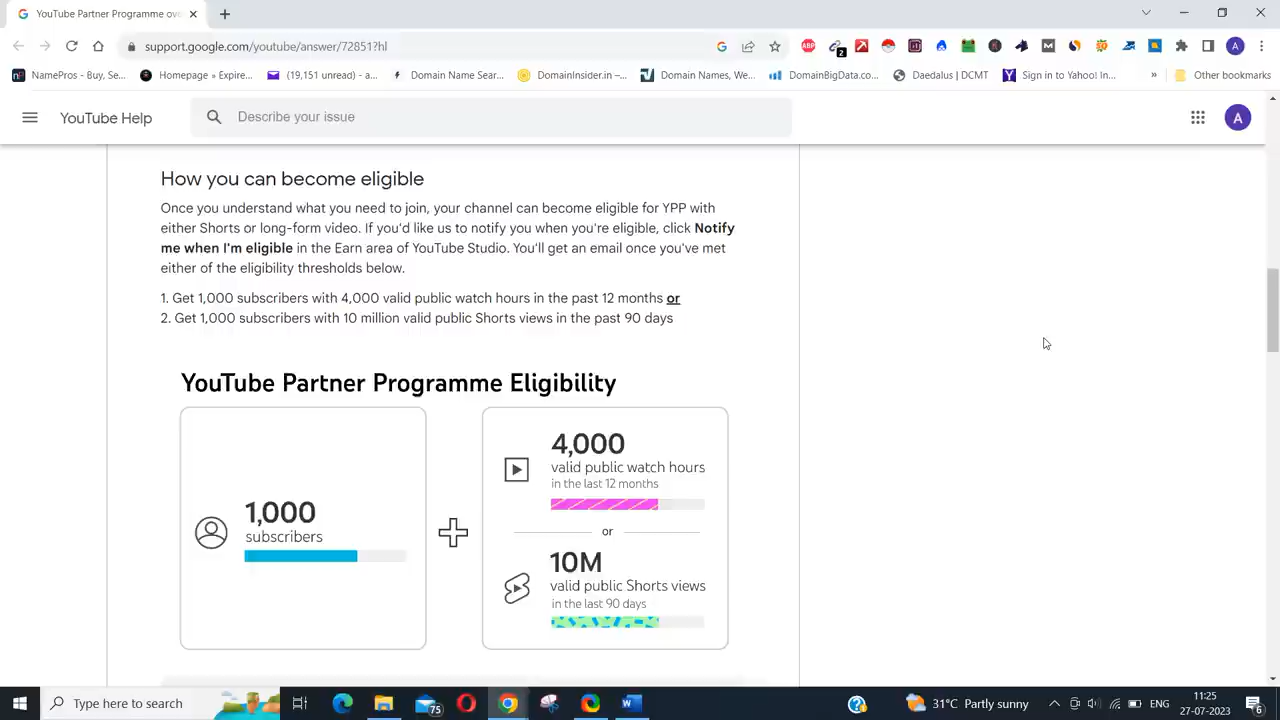 YouTube Partner Programme ove
support.google.com/youtube/answer/72851?hl
ABP
2
A
NamePros - Buy, Se...
Homepage » Expire...
(19,151 unread) - a...
Domain Name Sear...
DomainInsider.in –...
Domain Names, We...
DomainBigData.co...
Daedalus | DCMT
Sign in to Yahoo! In...
»
Other bookmarks
YouTube Help
Describe your issue
A
How you can become eligible
Once you understand what you need to join, your channel can become eligible for YPP with
either Shorts or long-form video. If you'd like us to notify you when you're eligible, click Notify
me when I'm eligible in the Earn area of YouTube Studio. You'll get an email once you've met
either of the eligibility thresholds below.
1. Get 1,000 subscribers with 4,000 valid public watch hours in the past 12 months or
2. Get 1,000 subscribers with 10 million valid public Shorts views in the past 90 days
YouTube Partner Programme Eligibility
1,000
subscribers
4,000
valid public watch hours
in the last 12 months
or
10M
valid public Shorts views
in the last 90 days
Type here to search
75
31°C Partly sunny
ENG
11:25
27-07-2023
6